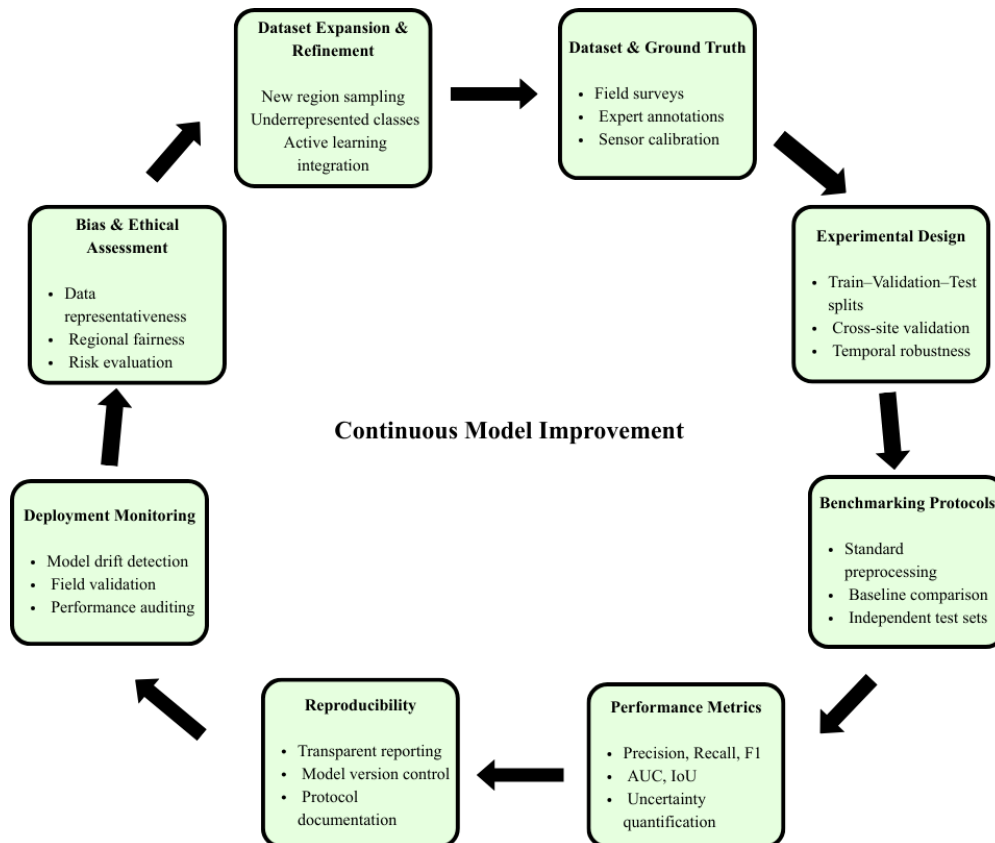 Dataset Expansion &
Refinement
New region sampling
Underrepresented classes
Active learning
integration
Dataset & Ground Truth
• Field surveys
• Expert annotations
• Sensor calibration
Experimental Design
• Train–Validation–Test
splits
• Cross-site validation
• Temporal robustness
Benchmarking Protocols
• Standard
preprocessing
• Baseline comparison
• Independent test sets
Performance Metrics
• Precision, Recall, F1
• AUC, IoU
• Uncertainty
quantification
Reproducibility
• Transparent reporting
• Model version control
• Protocol
documentation
Deployment Monitoring
• Model drift detection
• Field validation
• Performance auditing
Bias & Ethical
Assessment
• Data
representativeness
• Regional fairness
• Risk evaluation
Continuous Model Improvement